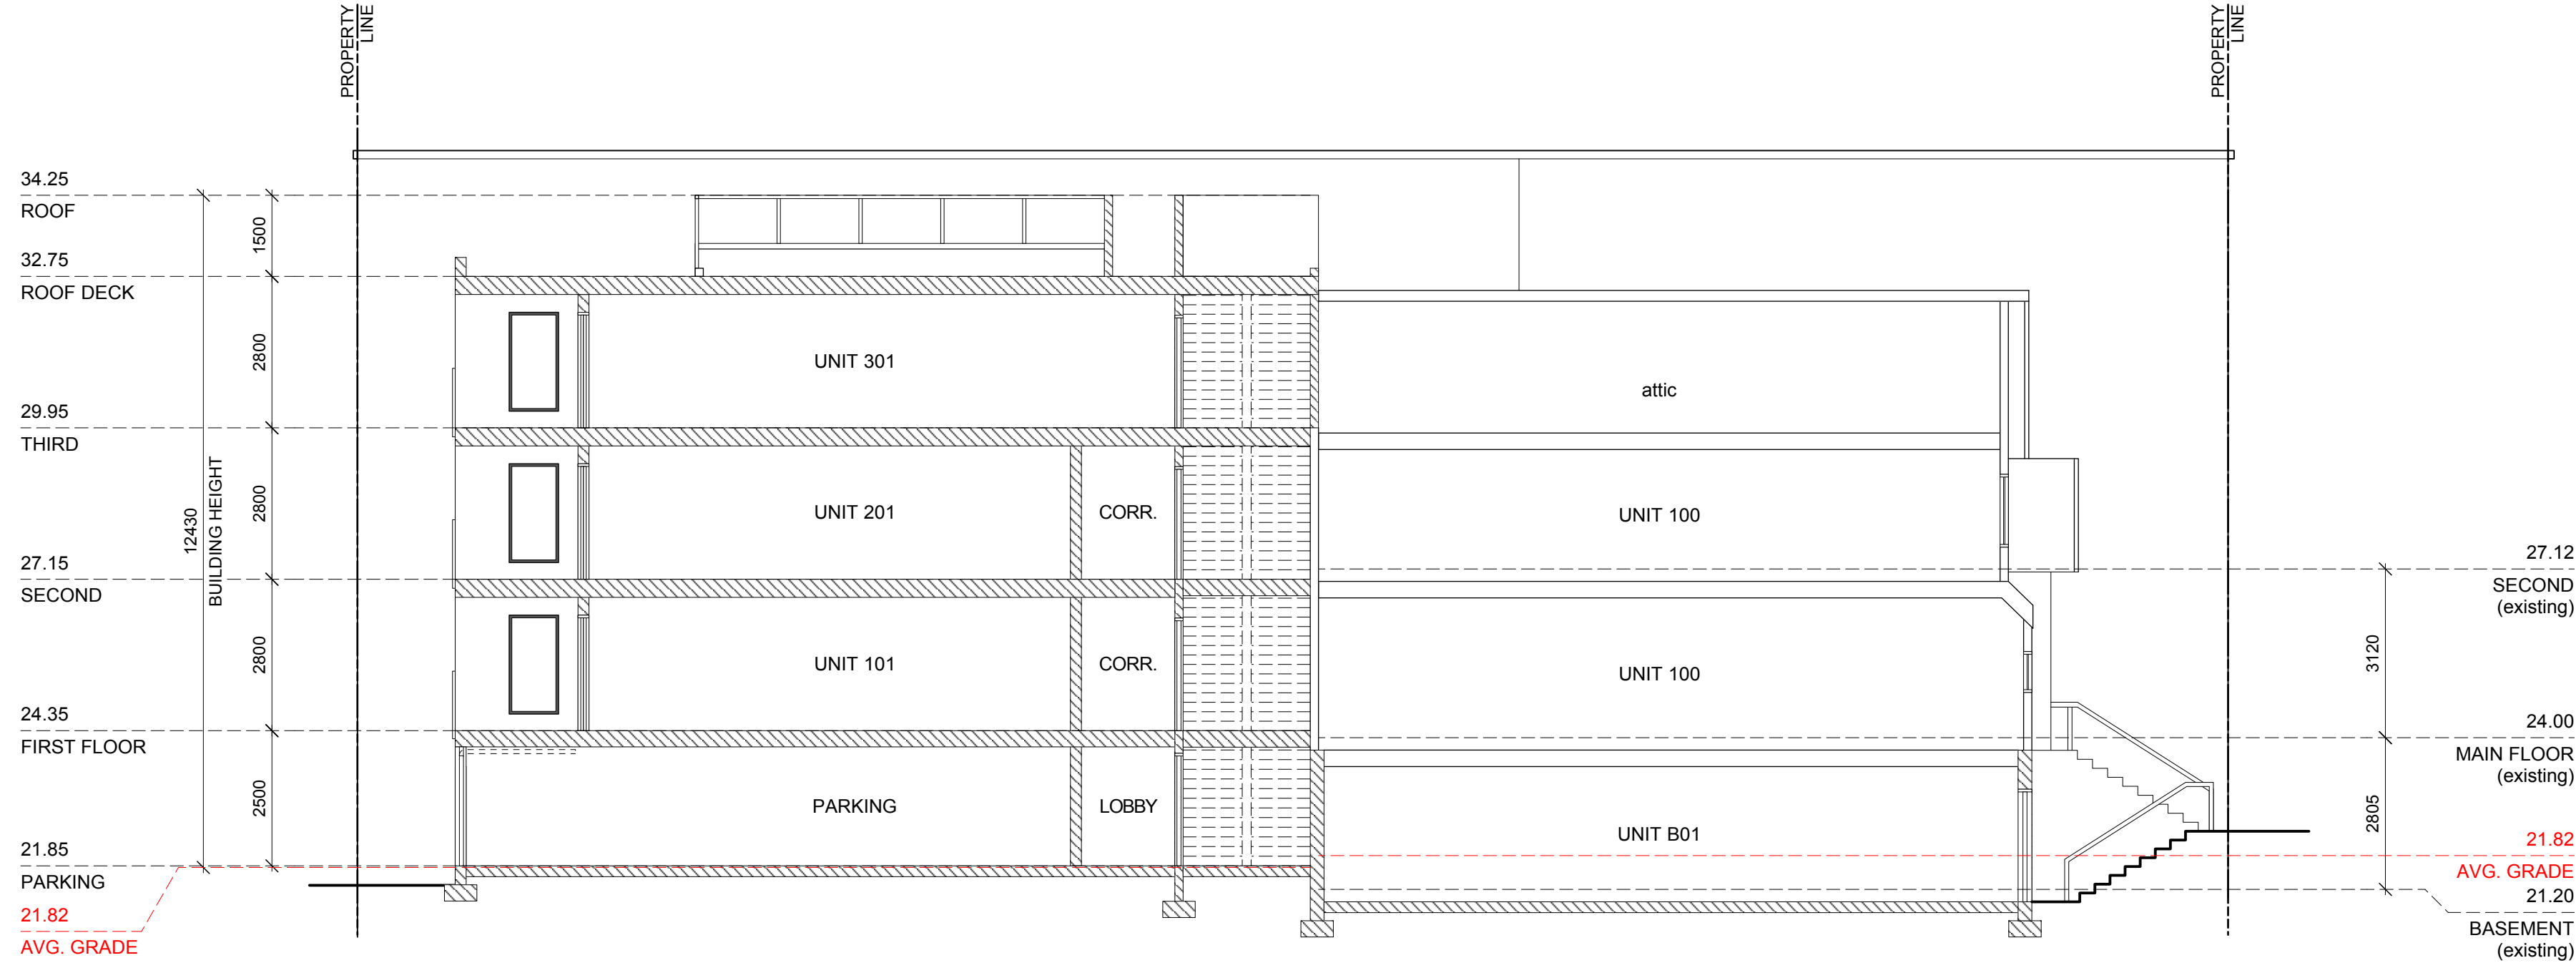 PROPERTY
LINE
PROPERTY
LINE
34.25
ROOF
1500
32.75
ROOF DECK
2800
UNIT 301
attic
29.95
THIRD
12430
BUILDING HEIGHT
2800
UNIT 201
CORR.
UNIT 100
27.15
SECOND
27.12
SECOND
(existing)
2800
UNIT 101
CORR.
UNIT 100
3120
24.35
FIRST FLOOR
24.00
MAIN FLOOR
(existing)
2500
PARKING
LOBBY
UNIT B01
2805
21.85
PARKING
21.82
AVG. GRADE
21.82
AVG. GRADE
21.20
BASEMENT
(existing)